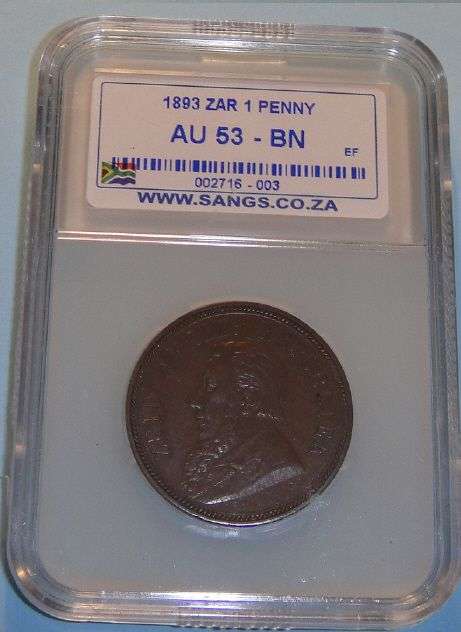 1893 ZAR 1 PENNY
AU 53 - BN
EF
002716 - 003
WWW.SANGS.CO.ZA